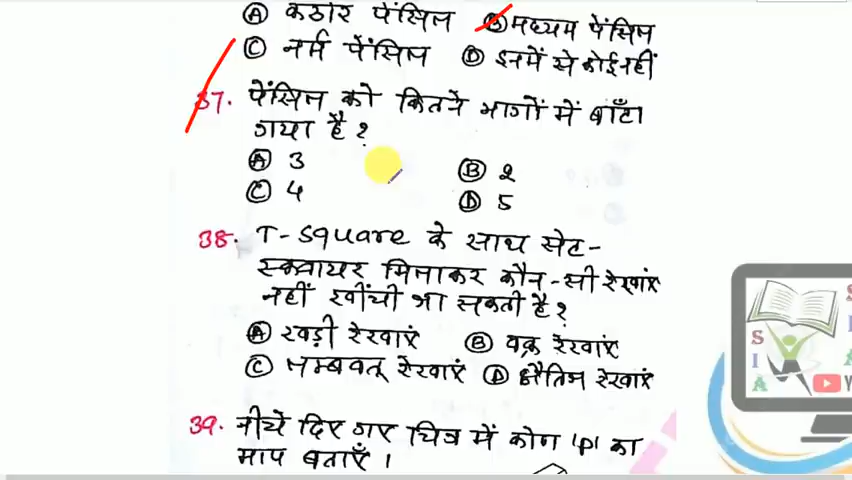 Ⓐ कठोर पेंसिल Ⓑ मध्यम पेंसिल
Ⓒ नर्म पेंसिल Ⓓ इनमें से कोई नहीं
37. पेंसिल को कितने भागों में बाँटा
गया है?
Ⓐ 3 Ⓑ 2
Ⓒ 4 Ⓓ 5
38. T-Square के साथ सेट-
स्क्वायर मिलाकर कौन-सी रेखाएं
नहीं खींची जा सकती है?
Ⓐ खड़ी रेखाएं Ⓑ वक्र रेखाएं
Ⓒ लम्बवत् रेखाएं Ⓓ क्षैतिज रेखाएं
39. नीचे दिए गए चित्र में कोण 'p' का
माप बताएँ।
S
I
A